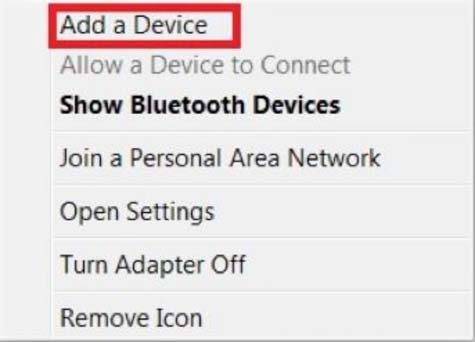 Add a Device
Allow a Device to Connect
Show Bluetooth Devices
Join a Personal Area Network
Open Settings
Turn Adapter Off
Remove Icon